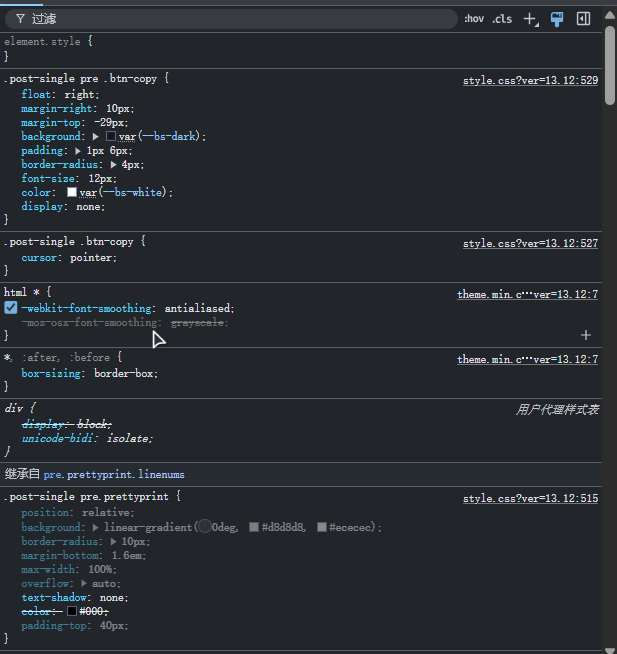 过滤
:hov .cls
element.style {
}
.post-single pre .btn-copy {
style.css?ver=13.12:529
float: right;
margin-right: 10px;
margin-top: -29px;
background: var(--bs-dark);
padding: 1px 6px;
border-radius: 4px;
font-size: 12px;
color: var(--bs-white);
display: none;
}
.post-single .btn-copy {
style.css?ver=13.12:527
cursor: pointer;
}
html * {
theme.min.c…ver=13.12:7
-webkit-font-smoothing: antialiased;
-moz-osx-font-smoothing: grayscale;
}
*, :after, :before {
theme.min.c…ver=13.12:7
box-sizing: border-box;
}
div {
用户代理样式表
display: block;
unicode-bidi: isolate;
}
继承自 pre.prettyprint.linenums
.post-single pre.prettyprint {
style.css?ver=13.12:515
position: relative;
background: linear-gradient(0deg, #d8d8d8, #ececec);
border-radius: 10px;
margin-bottom: 1.6em;
max-width: 100%;
overflow: auto;
text-shadow: none;
color: #000;
padding-top: 40px;
}